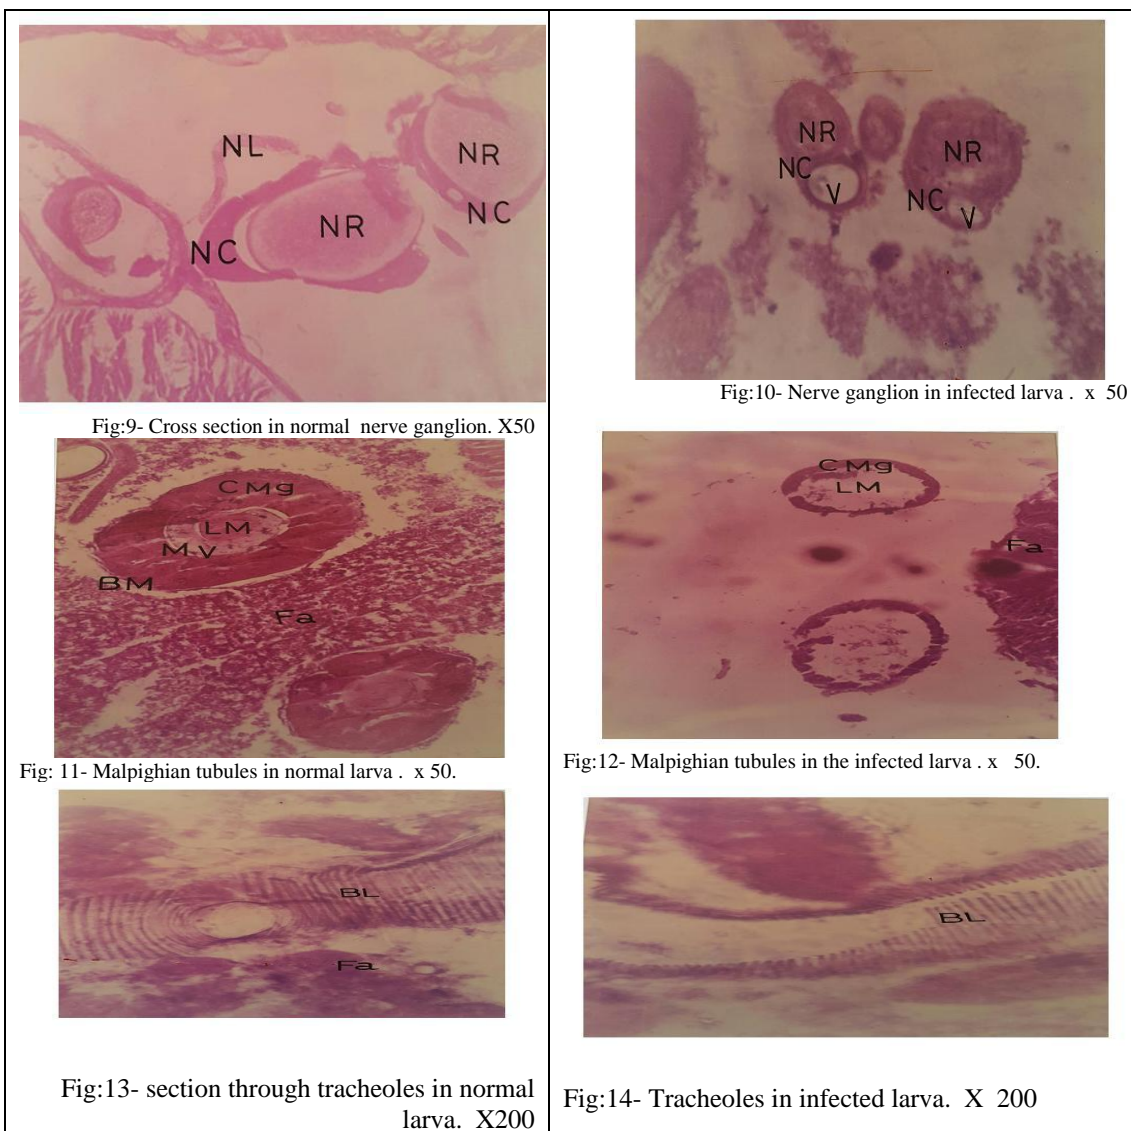 NL
NR
NR
NC
NC
Fig:9- Cross section in normal nerve ganglion. X50
NR
NR
NC
NC
V
V
Fig:10- Nerve ganglion in infected larva . x 50
CMg
LM
M.V
BM
Fa
Fig: 11- Malpighian tubules in normal larva . x 50.
CMg
LM
Fa
Fig:12- Malpighian tubules in the infected larva . x 50.
BL
Fa
Fig:13- section through tracheoles in normal
larva. X200
BL
Fig:14- Tracheoles in infected larva. X 200